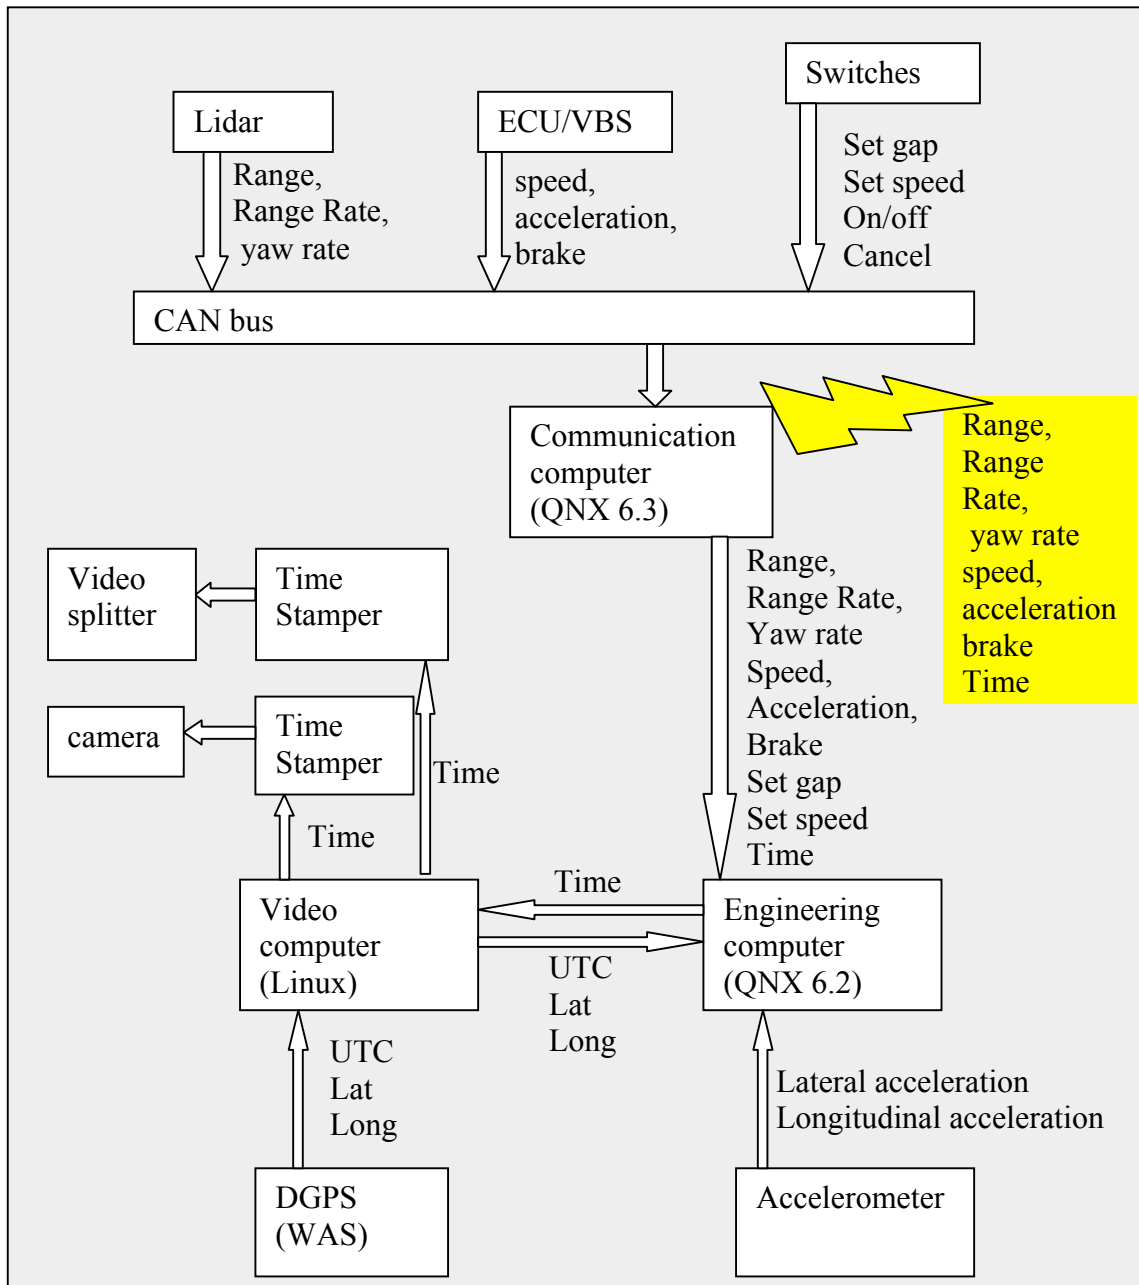 Switches
Lidar
ECU/VBS
Range,
Range Rate,
yaw rate
speed,
acceleration,
brake
Set gap
Set speed
On/off
Cancel
CAN bus
Communication
computer
(QNX 6.3)
Range,
Range
Rate,
yaw rate
speed,
acceleration
brake
Time
Range,
Range Rate,
Yaw rate
Speed,
Acceleration,
Brake
Set gap
Set speed
Time
Video
splitter
Time
Stamper
camera
Time
Stamper
Time
Time
Time
Video
computer
(Linux)
Engineering
computer
(QNX 6.2)
UTC
Lat
Long
UTC
Lat
Long
Lateral acceleration
Longitudinal acceleration
DGPS
(WAS)
Accelerometer